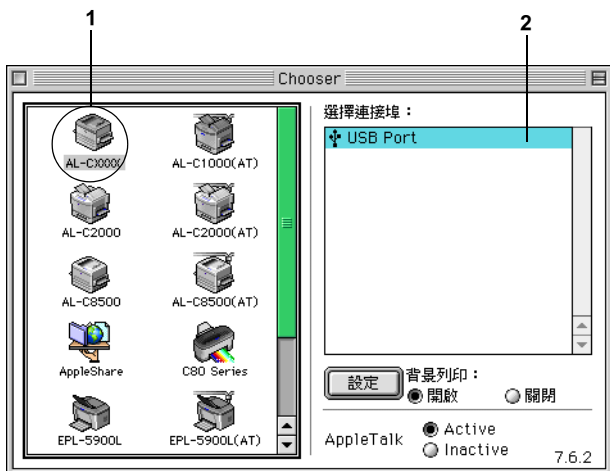 1
2
Chooser
AL-CXXXX
AL-C1000(AT)
AL-C2000
AL-C2000(AT)
AL-C8500
AL-C8500(AT)
AppleShare
C80 Series
EPL-5900L
EPL-5900L(AT)
選擇連接埠：
USB Port
設定
背景列印：
開啟
關閉
AppleTalk
Active
Inactive
7.6.2